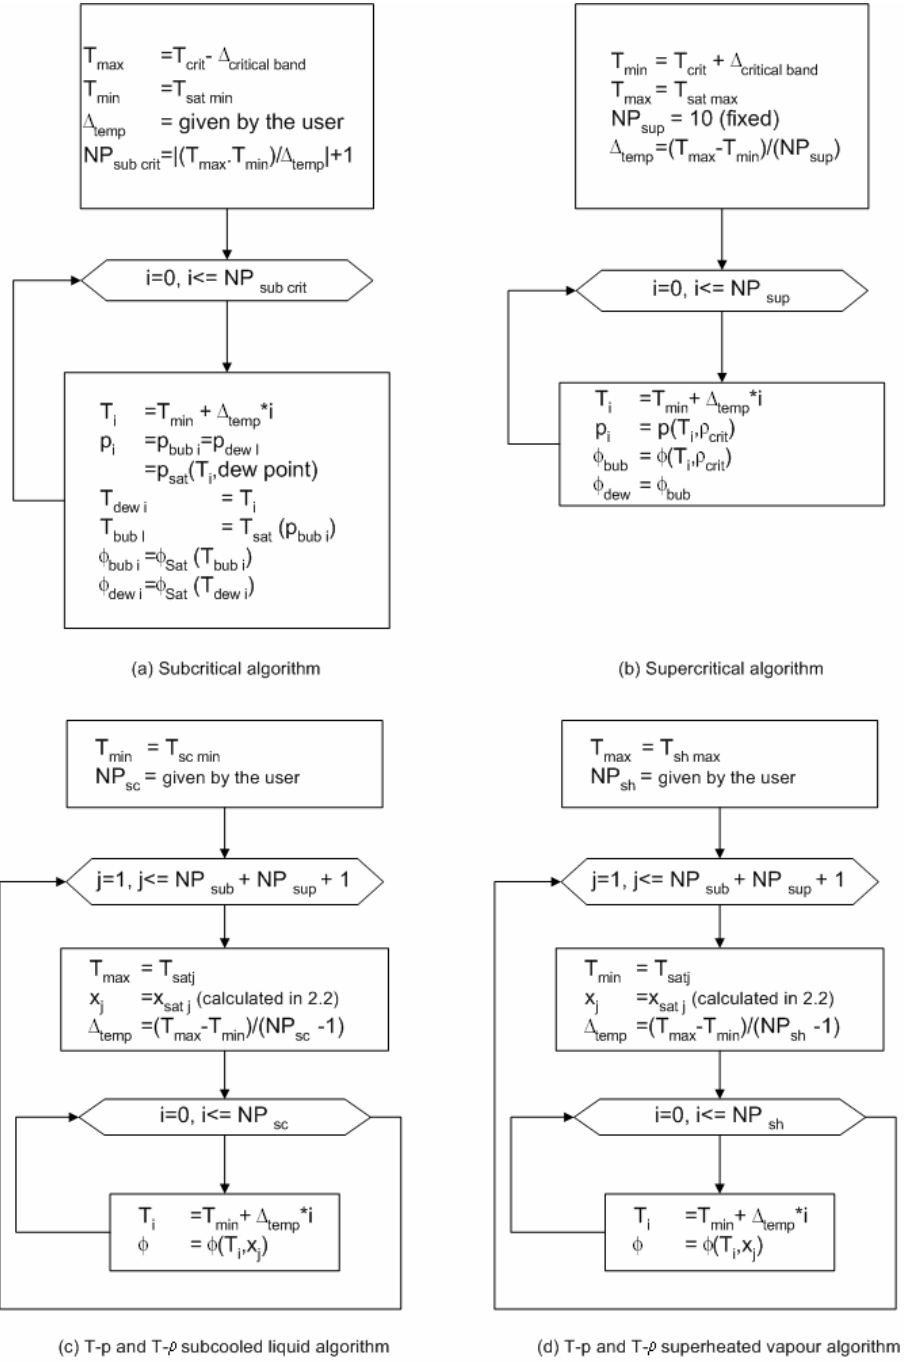 T_max =T_crit- Δ_critical band
T_min =T_sat min
Δ_temp = given by the user
NP_sub crit=|(T_max.T_min)/Δ_temp|+1
i=0, i<= NP_sub crit
T_i =T_min + Δ_temp*i
p_i =p_bub i=p_dew l
=p_sat(T_i,dew point)
T_dew i = T_i
T_bub l = T_sat (p_bub i)
ϕ_bub i=ϕ_Sat (T_bub i)
ϕ_dew i=ϕ_Sat (T_dew i)
(a) Subcritical algorithm
T_min = T_crit + Δ_critical band
T_max = T_sat max
NP_sup = 10 (fixed)
Δ_temp=(T_max-T_min)/(NP_sup)
i=0, i<= NP_sup
T_i =T_min+ Δ_temp*i
p_i = p(T_i,ρ_crit)
ϕ_bub = ϕ(T_i,ρ_crit)
ϕ_dew = ϕ_bub
(b) Supercritical algorithm
T_min = T_sc min
NP_sc = given by the user
j=1, j<= NP_sub + NP_sup + 1
T_max = T_satj
x_j =x_sat j (calculated in 2.2)
Δ_temp =(T_max-T_min)/(NP_sc -1)
i=0, i<= NP_sc
T_i =T_min+ Δ_temp*i
ϕ = ϕ(T_i,x_j)
(c) T-p and T-ρ subcooled liquid algorithm
T_max = T_sh max
NP_sh = given by the user
j=1, j<= NP_sub + NP_sup + 1
T_min = T_satj
x_j =x_sat j (calculated in 2.2)
Δ_temp =(T_max-T_min)/(NP_sh -1)
i=0, i<= NP_sh
T_i =T_min+ Δ_temp*i
ϕ = ϕ(T_i,x_j)
(d) T-p and T-ρ superheated vapour algorithm